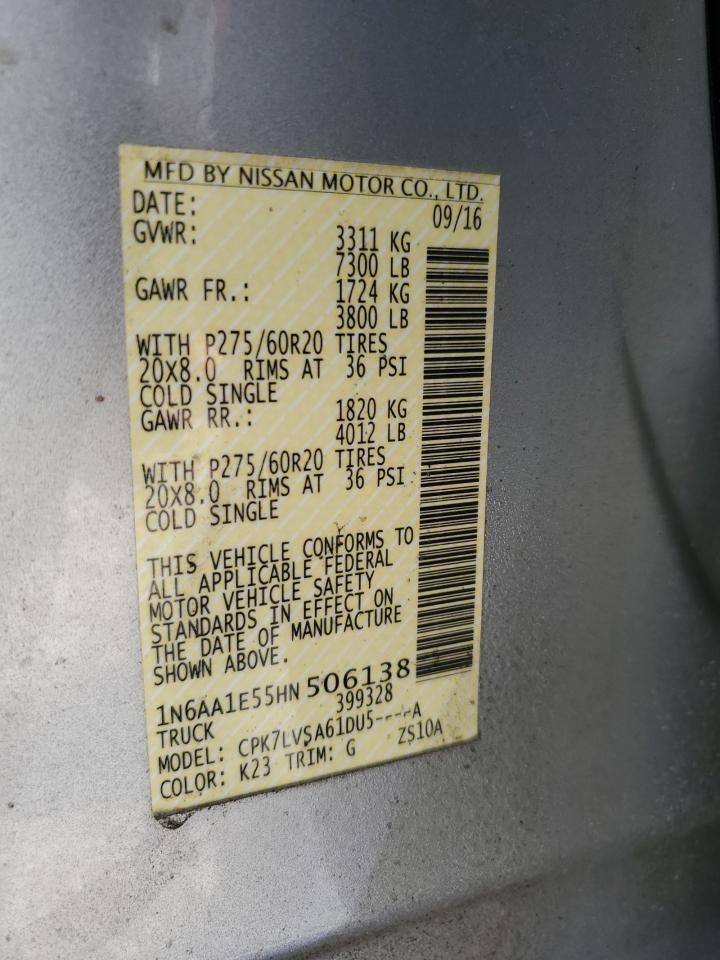 MFD BY NISSAN MOTOR CO., LTD.
DATE: 09/16
GVWR: 3311 KG
7300 LB
GAWR FR.: 1724 KG
3800 LB
WITH P275/60R20 TIRES
20X8.0 RIMS AT 36 PSI
COLD SINGLE
GAWR RR.: 1820 KG
4012 LB
WITH P275/60R20 TIRES
20X8.0 RIMS AT 36 PSI
COLD SINGLE
THIS VEHICLE CONFORMS TO
ALL APPLICABLE FEDERAL
MOTOR VEHICLE SAFETY
STANDARDS IN EFFECT ON
THE DATE OF MANUFACTURE
SHOWN ABOVE.
1N6AA1E55HN 506138
TRUCK 399328
MODEL: CPK7LVSA61DU5----A
COLOR: K23 TRIM: G ZS10A